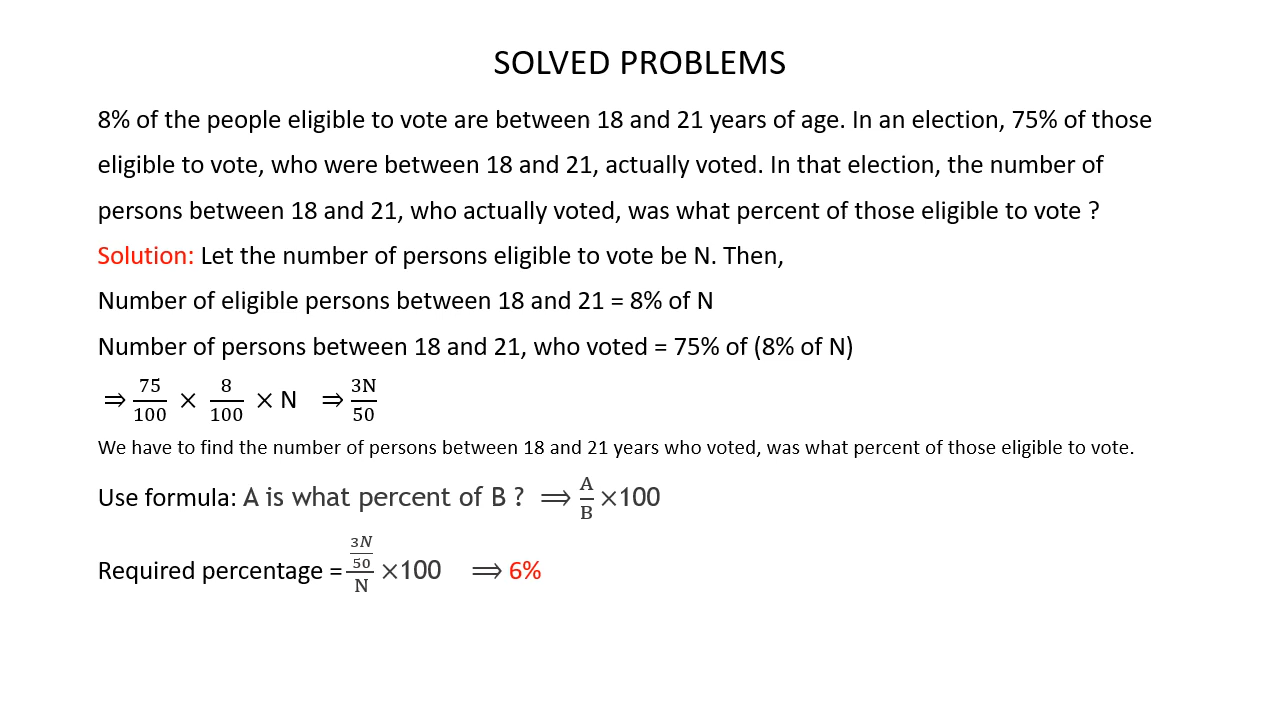 SOLVED PROBLEMS
8% of the people eligible to vote are between 18 and 21 years of age. In an election, 75% of those
eligible to vote, who were between 18 and 21, actually voted. In that election, the number of
persons between 18 and 21, who actually voted, was what percent of those eligible to vote ?
Solution: Let the number of persons eligible to vote be N. Then,
Number of eligible persons between 18 and 21 = 8% of N
Number of persons between 18 and 21, who voted = 75% of (8% of N)
⇒ 75/100 × 8/100 × N ⇒ 3N/50
We have to find the number of persons between 18 and 21 years who voted, was what percent of those eligible to vote.
Use formula: A is what percent of B ? ⟹ A/B ×100
Required percentage = (3N/50)/N ×100 ⟹ 6%